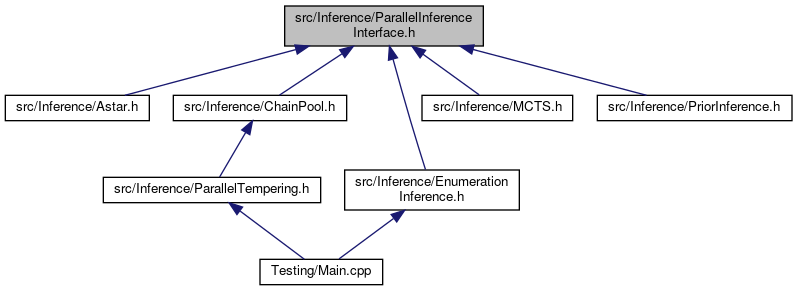 src/Inference/ParallelInference
Interface.h
src/Inference/Astar.h
src/Inference/ChainPool.h
src/Inference/MCTS.h
src/Inference/PriorInference.h
src/Inference/ParallelTempering.h
src/Inference/Enumeration
Inference.h
Testing/Main.cpp